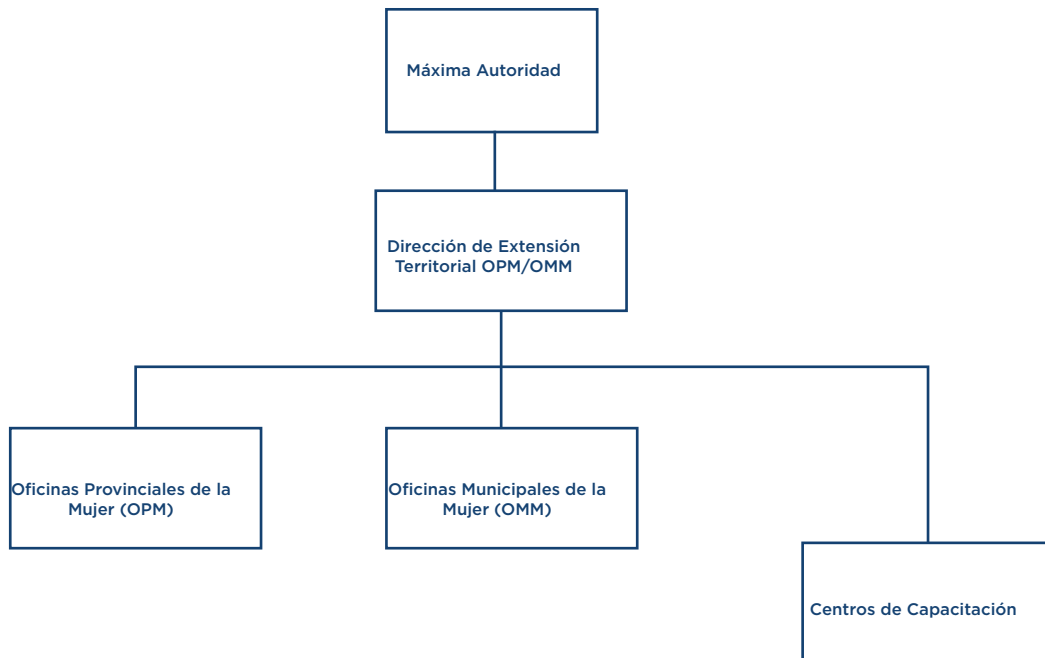 Máxima Autoridad
Dirección de Extensión
Territorial OPM/OMM
Oficinas Provinciales de la
Mujer (OPM)
Oficinas Municipales de la
Mujer (OMM)
Centros de Capacitación